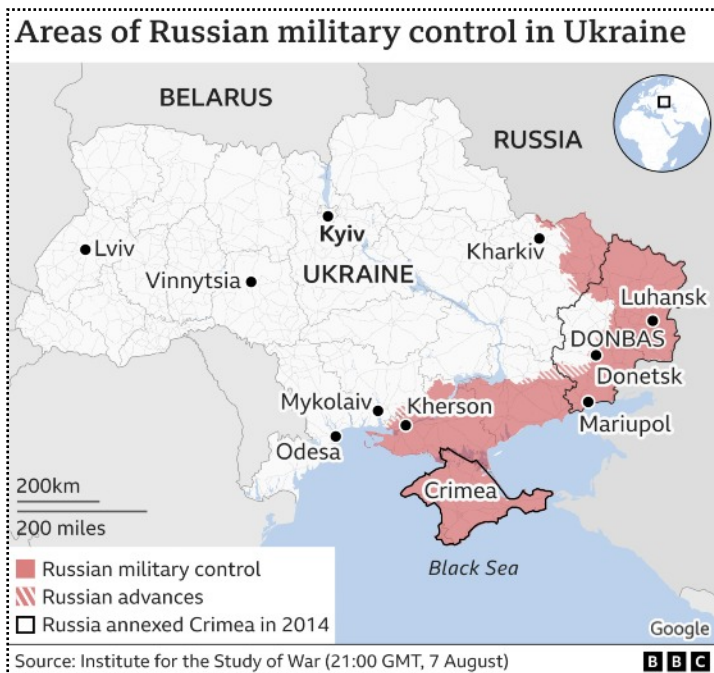 Areas of Russian military control in Ukraine
BELARUS
RUSSIA
Kyiv
Lviv
Kharkiv
Vinnytsia
UKRAINE
Luhansk
DONBAS
Donetsk
Mykolaiv
Kherson
Mariupol
Odesa
Crimea
200km
200 miles
Black Sea
Russian military control
Russian advances
Russia annexed Crimea in 2014
Google
Source: Institute for the Study of War (21:00 GMT, 7 August)
BBC